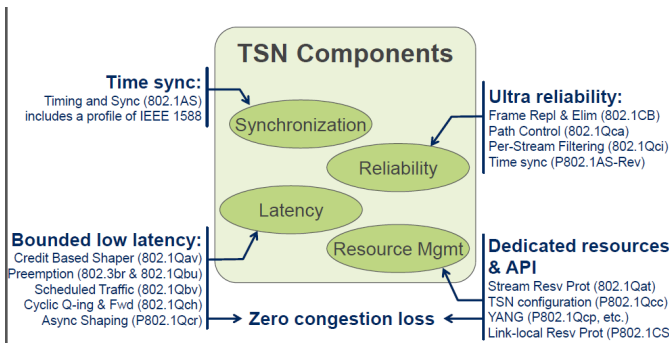 TSN Components
Time sync:
Timing and Sync (802.1AS)
includes a profile of IEEE 1588
Synchronization
Ultra reliability:
Frame Repl & Elim (802.1CB)
Path Control (802.1Qca)
Per-Stream Filtering (802.1Qci)
Time sync (P802.1AS-Rev)
Reliability
Latency
Bounded low latency:
Credit Based Shaper (802.1Qav)
Preemption (802.3br & 802.1Qbu)
Scheduled Traffic (802.1Qbv)
Cyclic Q-ing & Fwd (802.1Qch)
Async Shaping (P802.1Qcr)
Resource Mgmt
Dedicated resources
& API
Stream Resv Prot (802.1Qat)
TSN configuration (P802.1Qcc)
YANG (P802.1Qcp, etc.)
Link-local Resv Prot (P802.1CS
Zero congestion loss